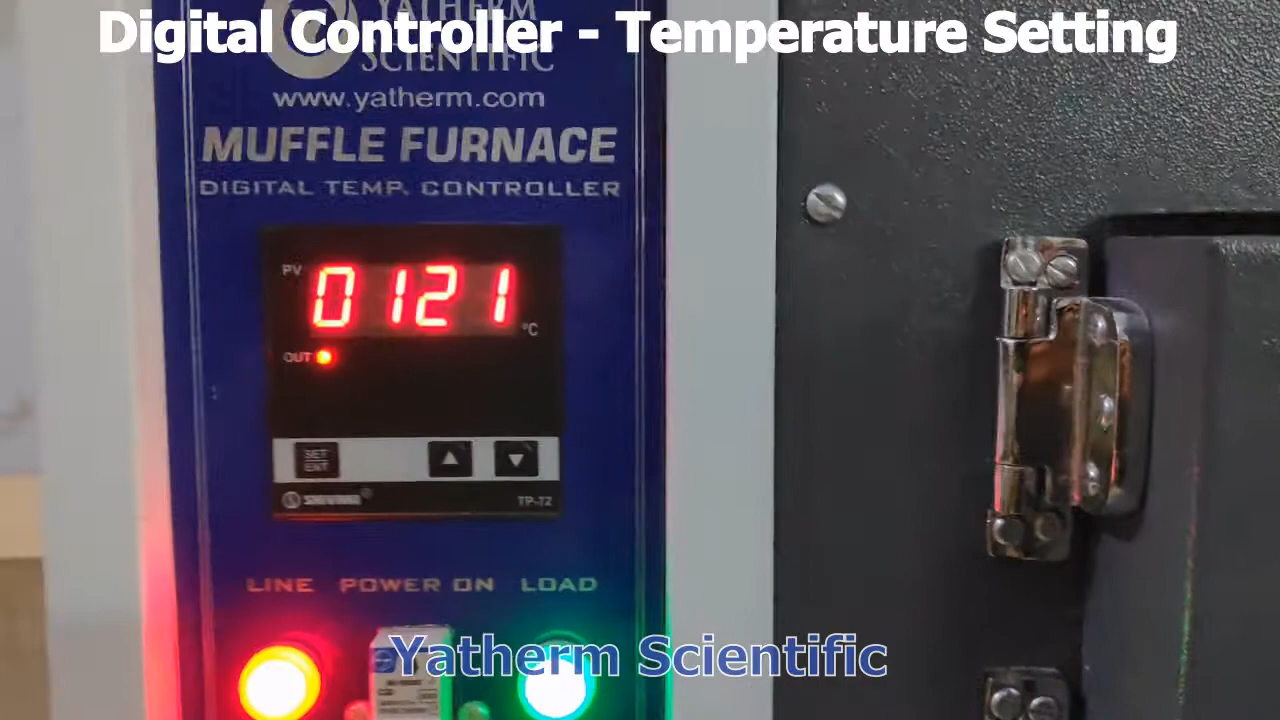 Digital Controller - Temperature Setting
YATHERM
SCIENTIFIC
www.yatherm.com
MUFFLE FURNACE
DIGITAL TEMP. CONTROLLER
PV
0121
°C
OUT
SET
ENT
TP-72
LINE POWER ON LOAD
Yatherm Scientific